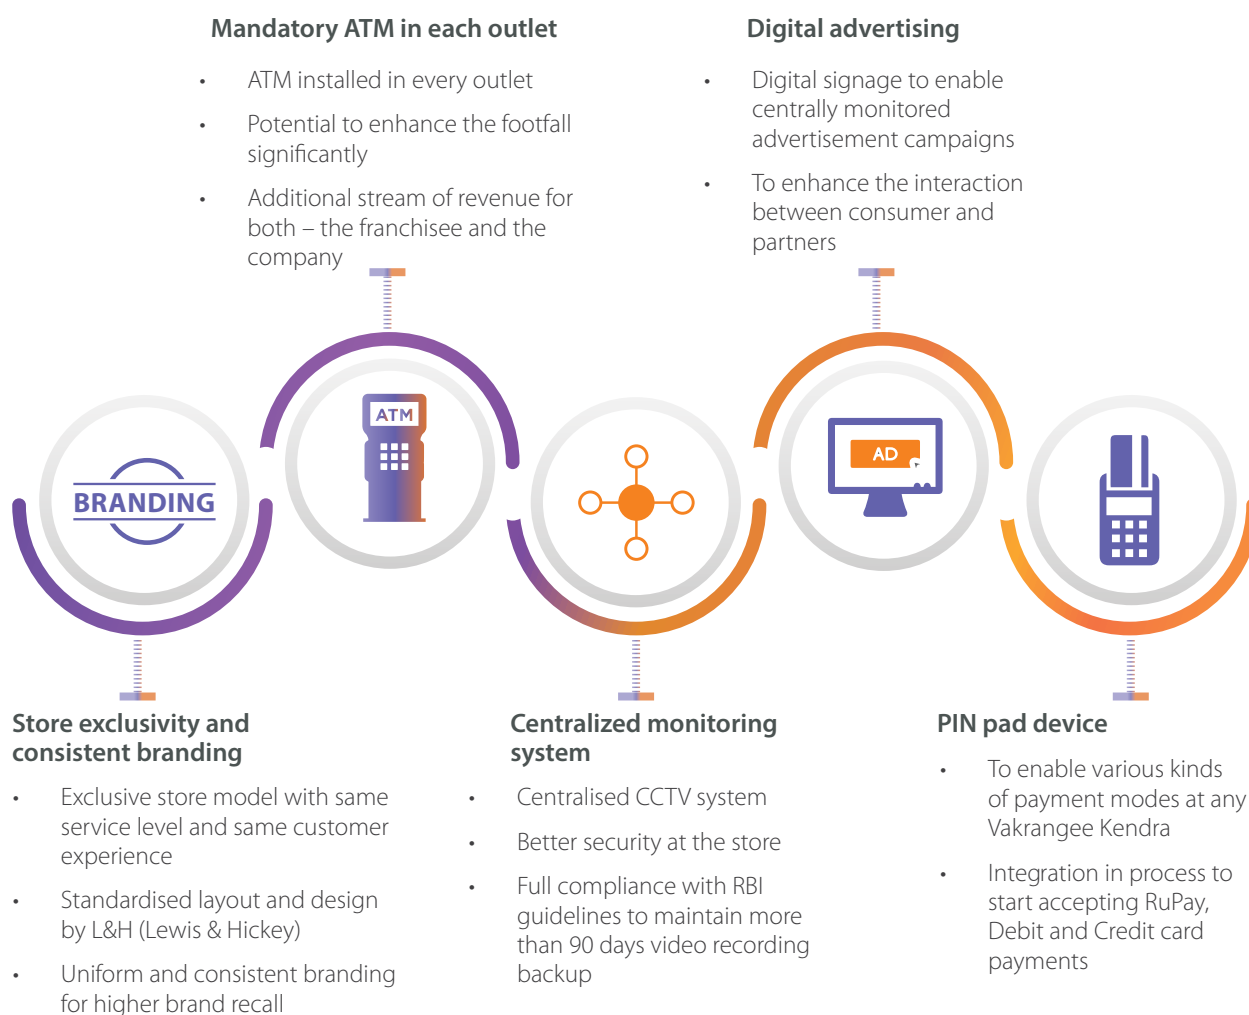 Mandatory ATM in each outlet
• ATM installed in every outlet
• Potential to enhance the footfall
significantly
• Additional stream of revenue for
both – the franchisee and the
company
Digital advertising
• Digital signage to enable
centrally monitored
advertisement campaigns
• To enhance the interaction
between consumer and
partners
BRANDING
ATM
AD
Store exclusivity and
consistent branding
• Exclusive store model with same
service level and same customer
experience
• Standardised layout and design
by L&H (Lewis & Hickey)
• Uniform and consistent branding
for higher brand recall
Centralized monitoring
system
• Centralised CCTV system
• Better security at the store
• Full compliance with RBI
guidelines to maintain more
than 90 days video recording
backup
PIN pad device
• To enable various kinds
of payment modes at any
Vakrangee Kendra
• Integration in process to
start accepting RuPay,
Debit and Credit card
payments